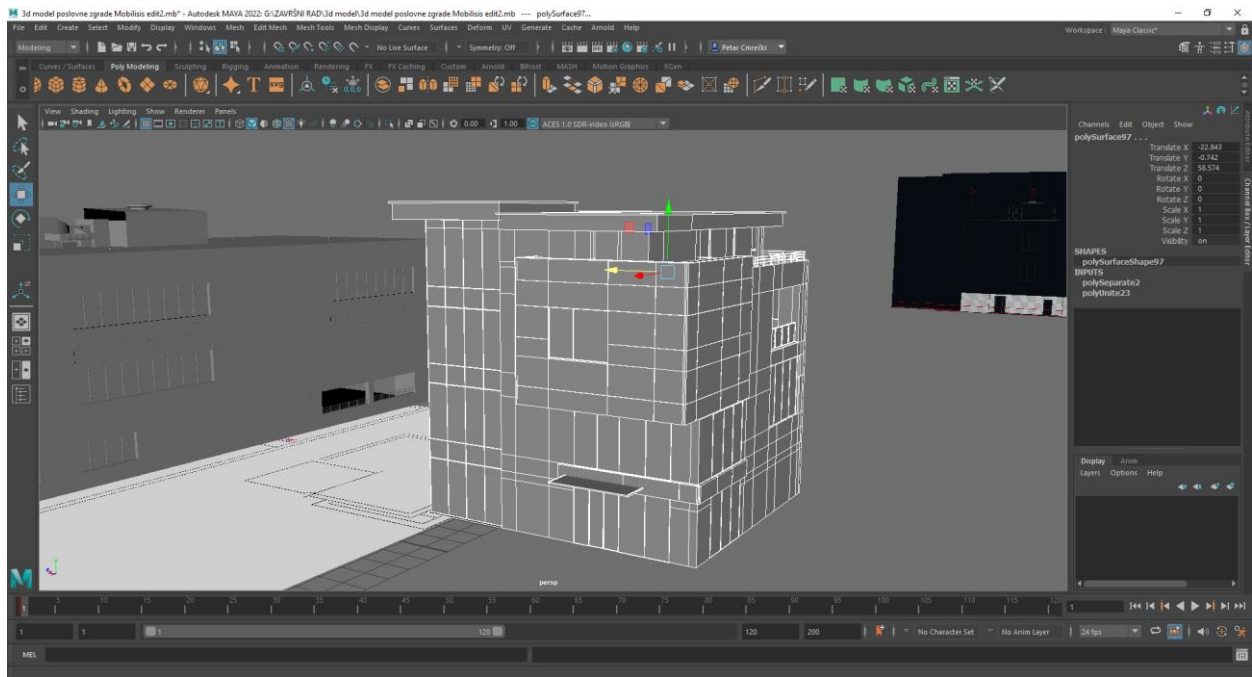 3d model poslovne zgrade Mobilisis edit2.mb* - Autodesk MAYA 2022: G:\ZAVRŠNI RAD\3d model\3d model poslovne zgrade Mobilisis edit2.mb --- polySurface97...
File Edit Create Select Modify Display Windows Mesh Edit Mesh Mesh Tools Mesh Display Curves Surfaces Deform UV Generate Cache Arnold Help
Workspace: Maya Classic*
Modeling
No Live Surface
Symmetry: Off
Petar Cmrečki
Curves / Surfaces Poly Modeling Sculpting Rigging Animation Rendering FX FX Caching Custom Arnold Bifrost MASH Motion Graphics XGen
View Shading Lighting Show Renderer Panels
0.00 1.00 ACES 1.0 SDR-video (sRGB)
Channels Edit Object Show
polySurface97 . . .
Translate X -22.843
Translate Y -0.742
Translate Z 58.574
Rotate X 0
Rotate Y 0
Rotate Z 0
Scale X 1
Scale Y 1
Scale Z 1
Visibility on
SHAPES
polySurfaceShape97
INPUTS
polySeparate2
polyUnite23
Attribute Editor
Channel Box / Layer Editor
Display Anim
Layers Options Help
persp
5 10 15 20 25 30 35 40 45 50 55 60 65 70 75 80 85 90 95 100 105 110 115 120
1
1
1 1 1 120 120 200 No Character Set No Anim Layer 24 fps
MEL